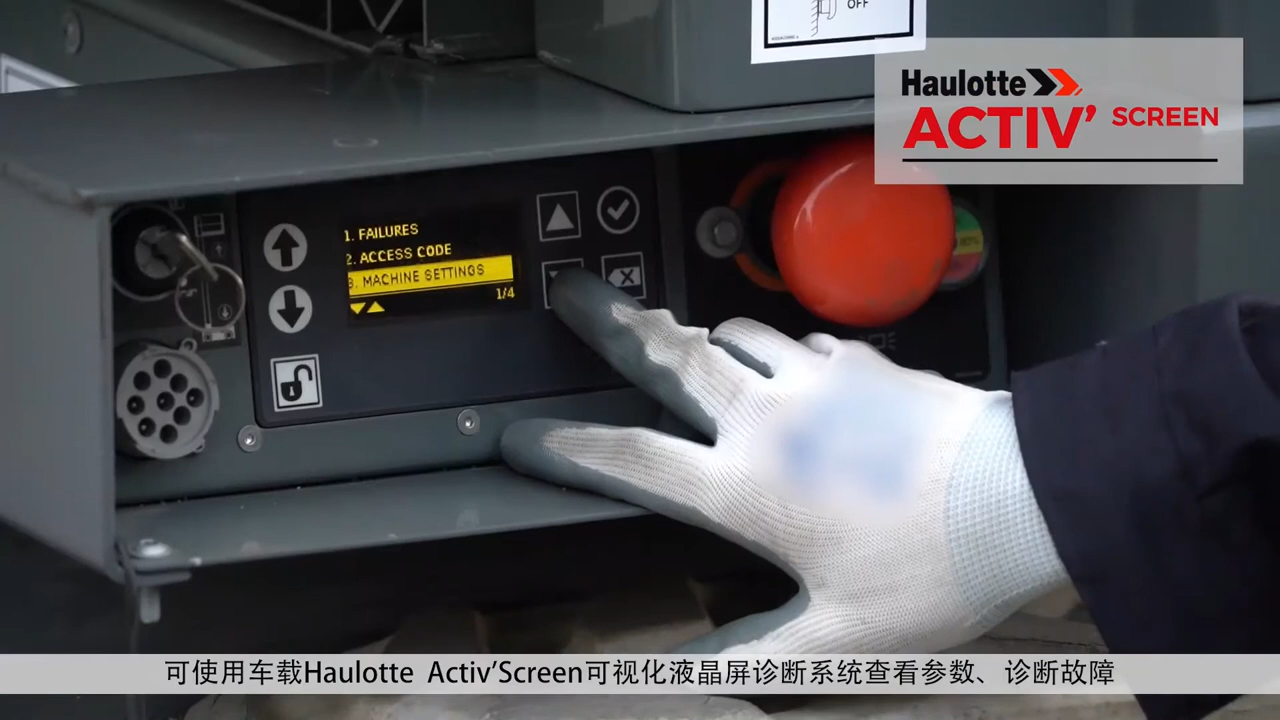 OFF
Haulotte
ACTIV' SCREEN
1. FAILURES
2. ACCESS CODE
3. MACHINE SETTINGS
1/4
可使用车载Haulotte Activ'Screen可视化液晶屏诊断系统查看参数、诊断故障